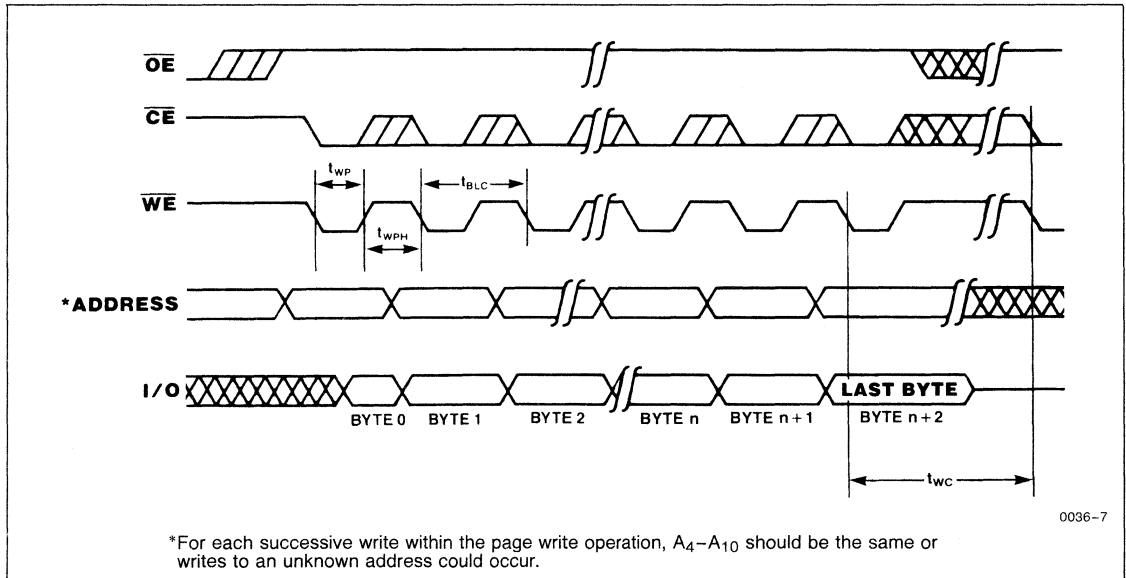 OE
CE
tWP
tBLC
WE
tWPH
*ADDRESS
I/O
LAST BYTE
BYTE 0 BYTE 1 BYTE 2 BYTE n BYTE n+1 BYTE n+2
tWC
0036–7
*For each successive write within the page write operation, A4–A10 should be the same or
writes to an unknown address could occur.